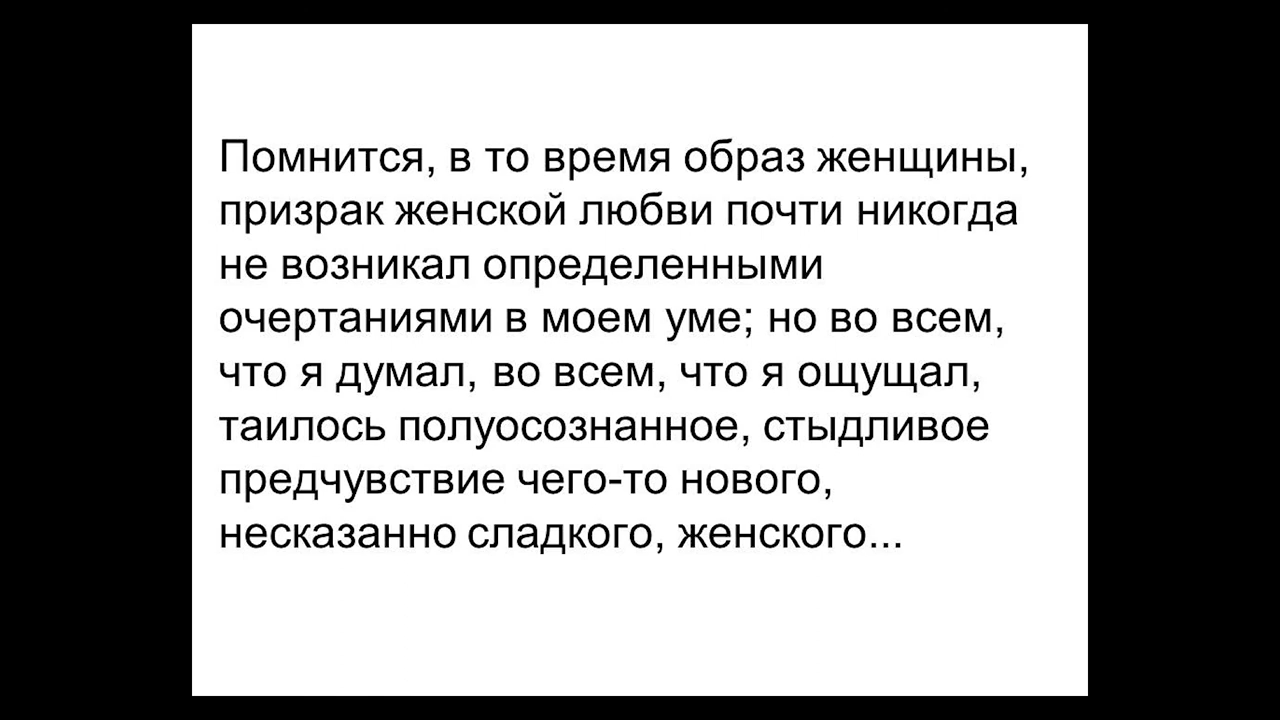 Помнится, в то время образ женщины,
призрак женской любви почти никогда
не возникал определенными
очертаниями в моем уме; но во всем,
что я думал, во всем, что я ощущал,
таилось полуосознанное, стыдливое
предчувствие чего-то нового,
несказанно сладкого, женского...